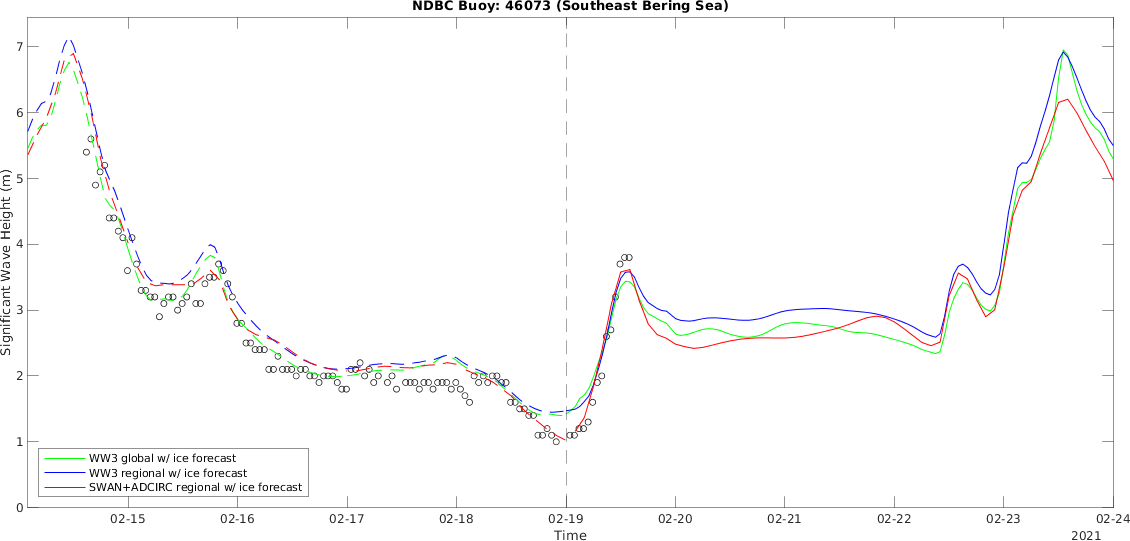 NDBC Buoy: 46073 (Southeast Bering Sea)
7
6
5
4
3
2
1
0
Significant Wave Height (m)
WW3 global w/ ice forecast
WW3 regional w/ ice forecast
SWAN+ADCIRC regional w/ ice forecast
02-15 02-16 02-17 02-18 02-19 02-20 02-21 02-22 02-23 02-24
Time
2021